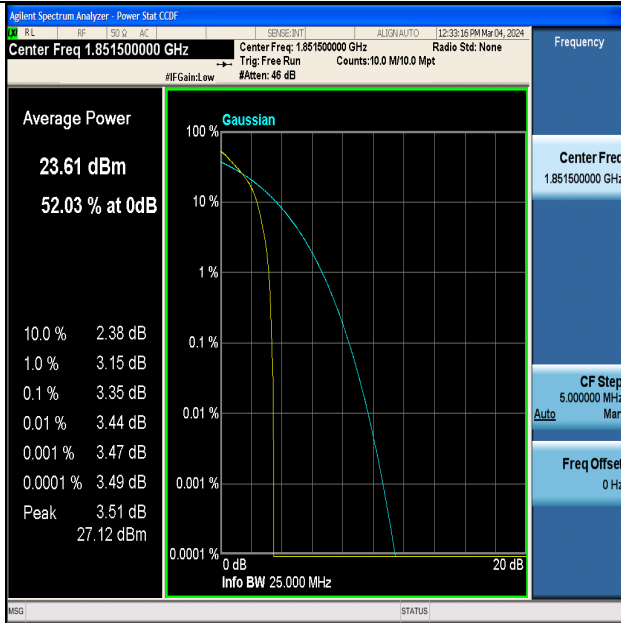 Agilent Spectrum Analyzer - Power Stat CCDF
RL RF 50 Ω AC SENSE:INT ALIGN AUTO 12:33:16 PM Mar 04, 2024
Center Freq 1.851500000 GHz
Center Freq: 1.851500000 GHz
Radio Std: None
Trig: Free Run
Counts:10.0 M/10.0 Mpt
#IFGain:Low
#Atten: 46 dB
Frequency
Average Power
23.61 dBm
52.03 % at 0dB
10.0 % 2.38 dB
1.0 % 3.15 dB
0.1 % 3.35 dB
0.01 % 3.44 dB
0.001 % 3.47 dB
0.0001 % 3.49 dB
Peak 3.51 dB
27.12 dBm
Gaussian
100 %
10 %
1 %
0.1 %
0.01 %
0.001 %
0.0001 %
0 dB
20 dB
Info BW 25.000 MHz
Center Freq
1.851500000 GHz
CF Step
5.000000 MHz
Auto Man
Freq Offset
0 Hz
MSG
STATUS